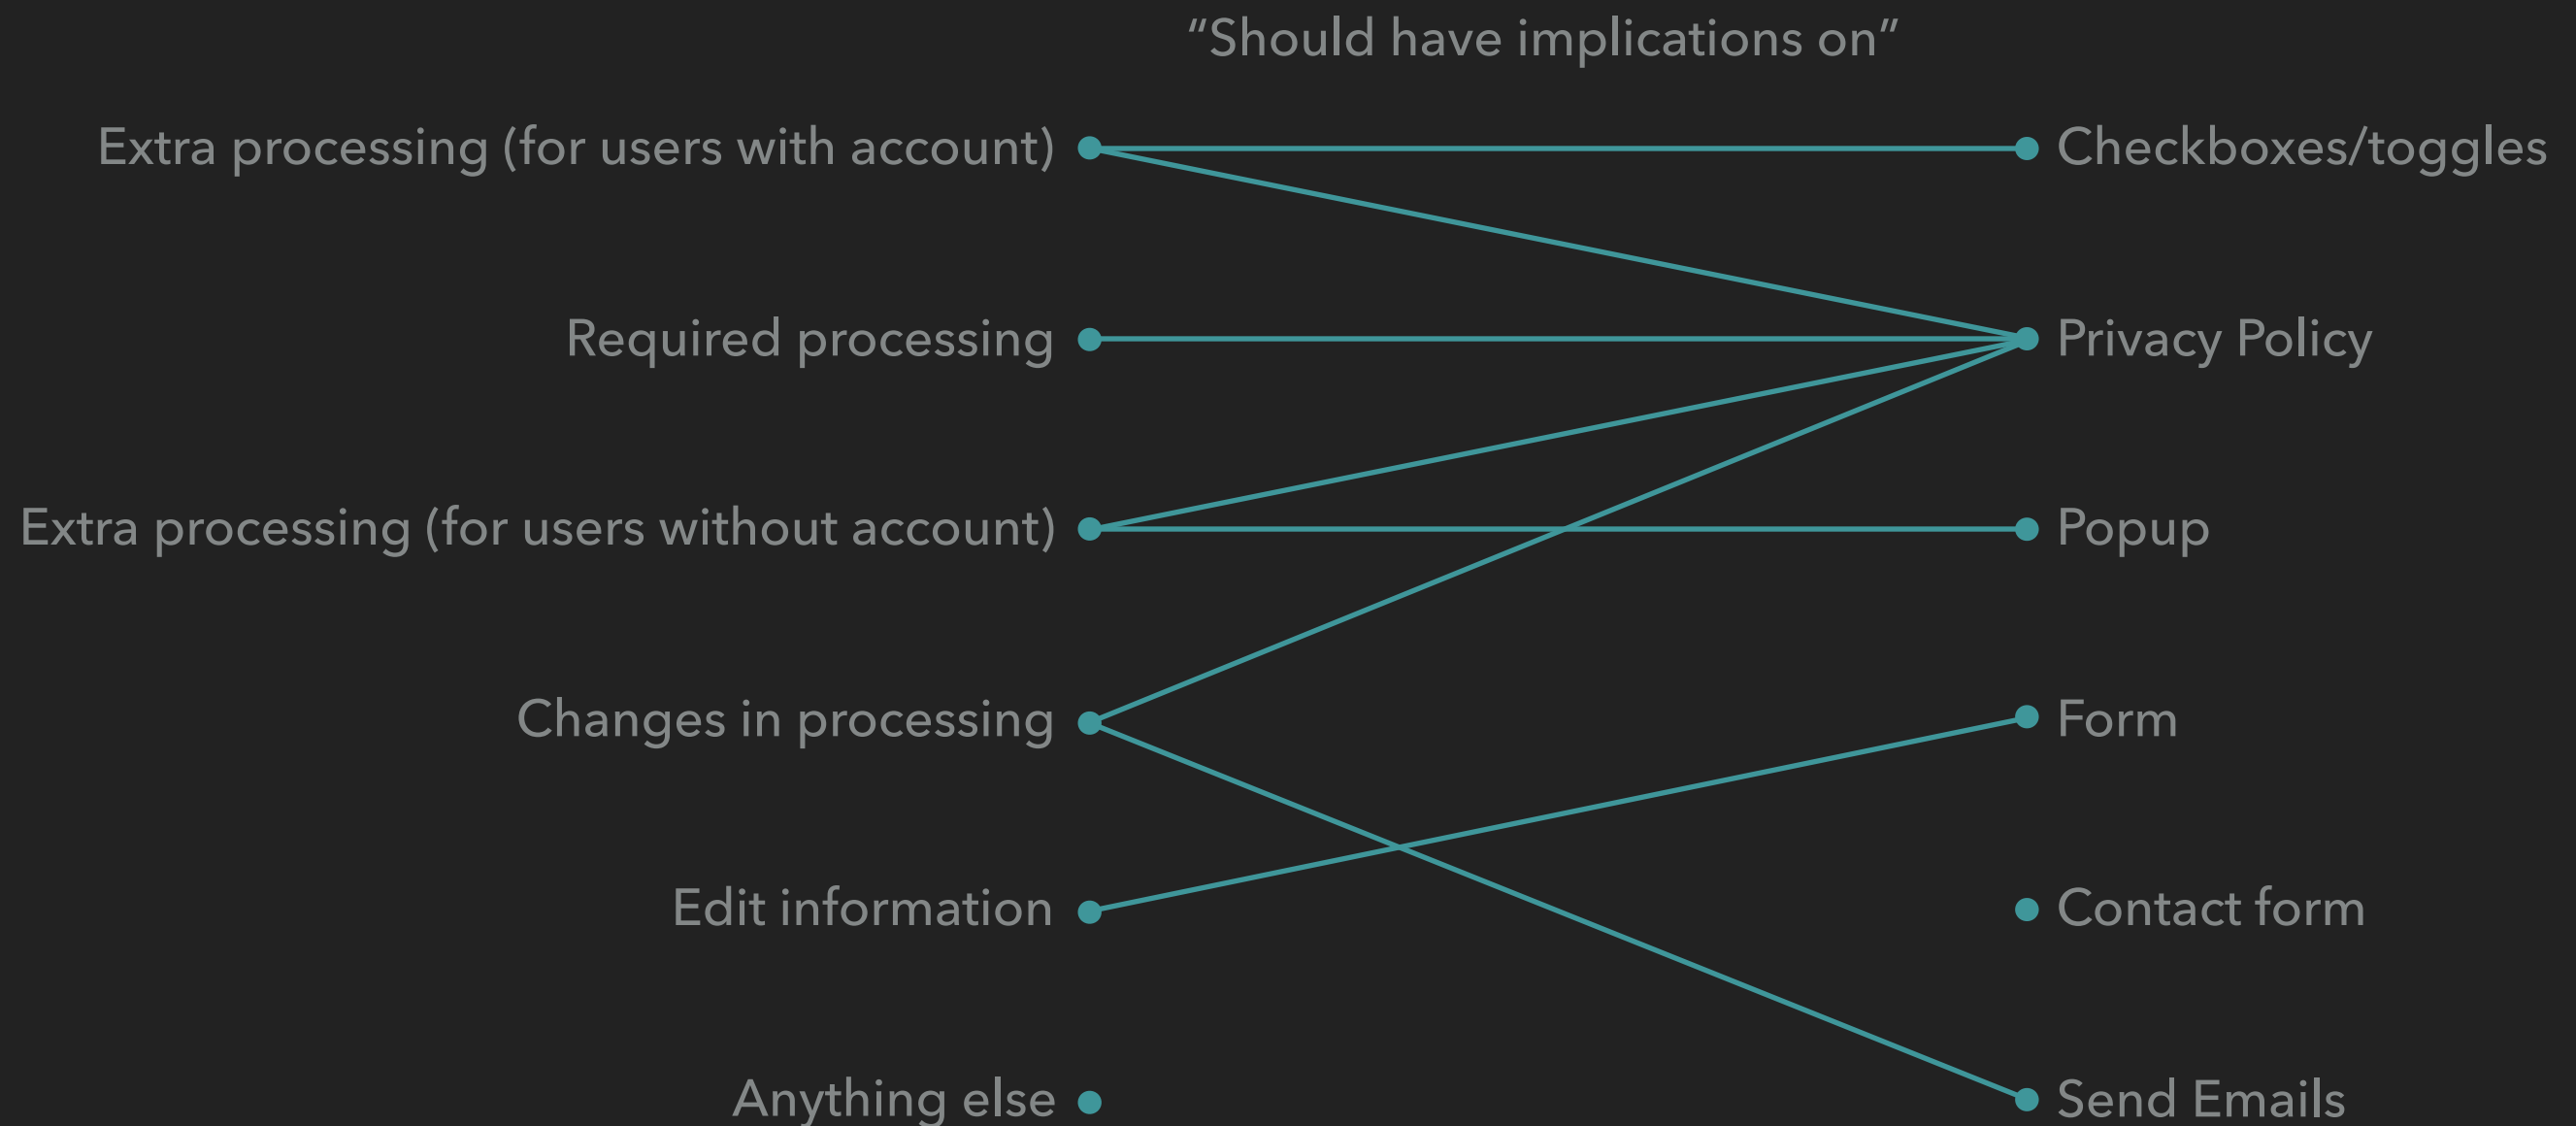 “Should have implications on”
Extra processing (for users with account)
Checkboxes/toggles
Required processing
Privacy Policy
Extra processing (for users without account)
Popup
Changes in processing
Form
Edit information
Contact form
Anything else
Send Emails